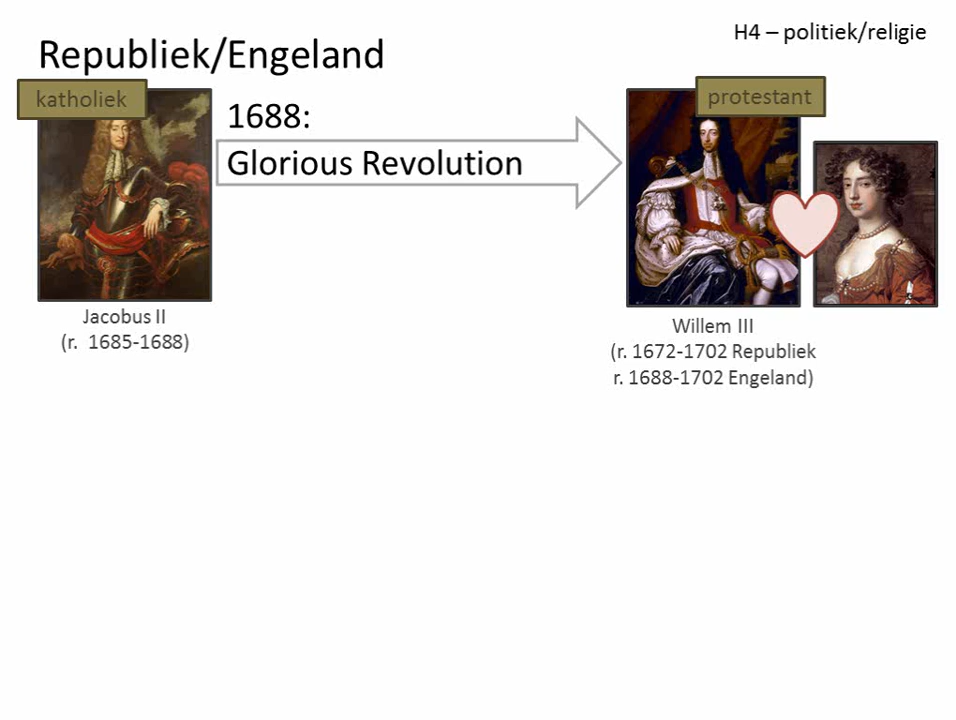 H4 – politiek/religie
Republiek/Engeland
katholiek
1688:
Glorious Revolution
protestant
Jacobus II
(r. 1685-1688)
Willem III
(r. 1672-1702 Republiek
r. 1688-1702 Engeland)